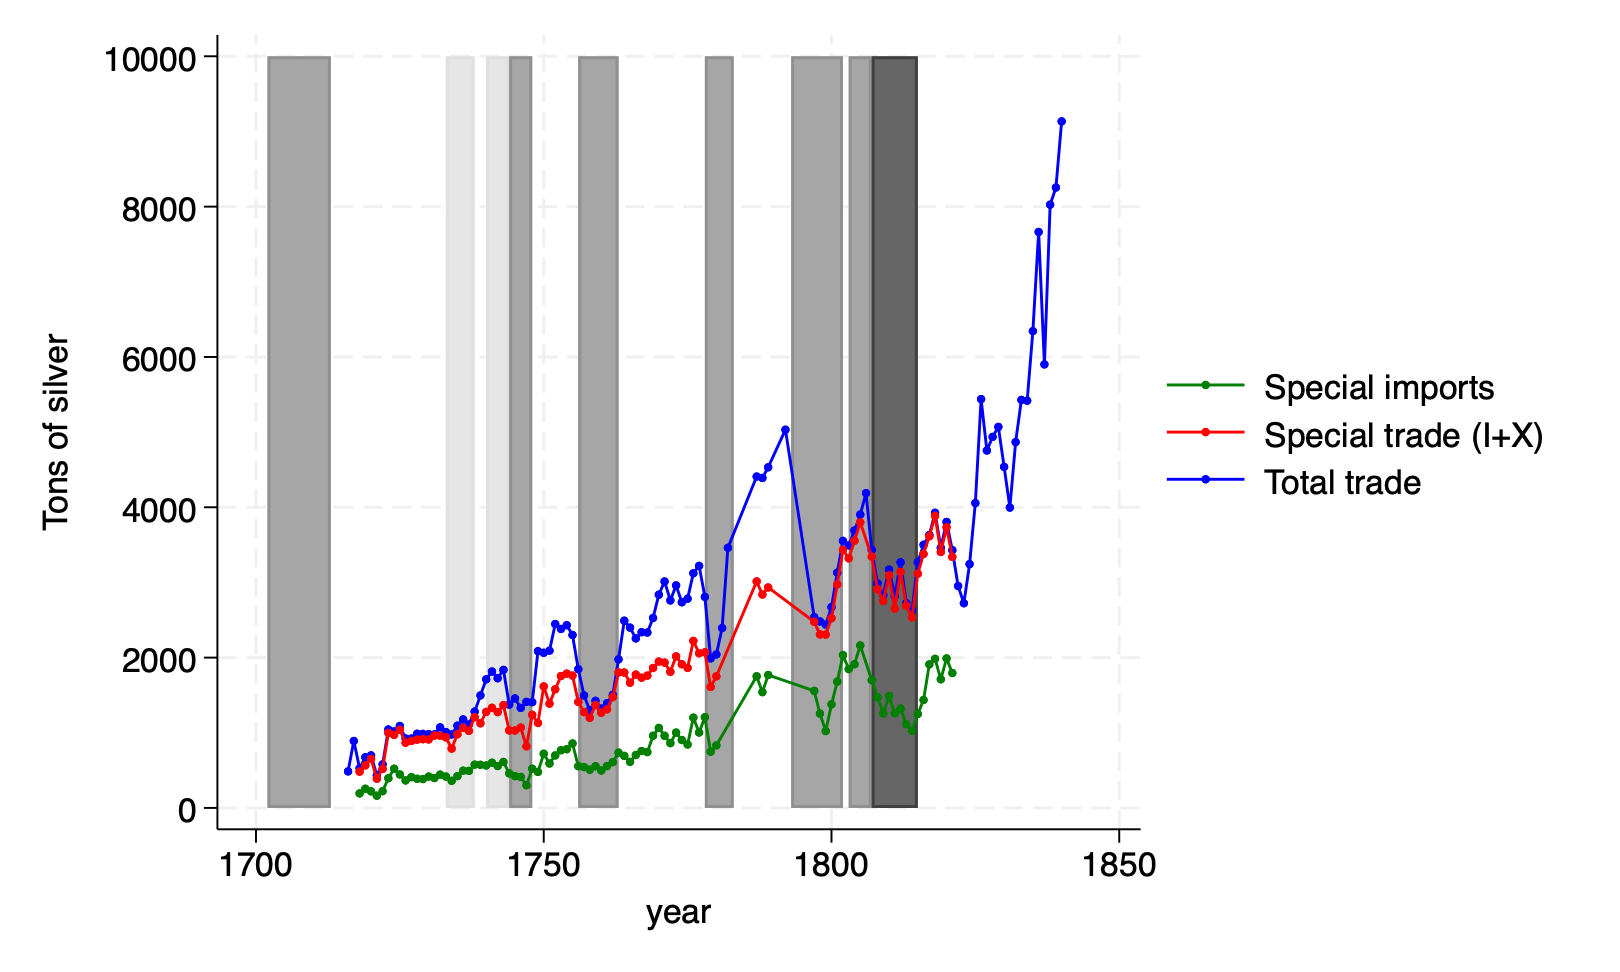 10000
8000
6000
4000
2000
0
Tons of silver
1700
1750
1800
1850
year
Special imports
Special trade (I+X)
Total trade